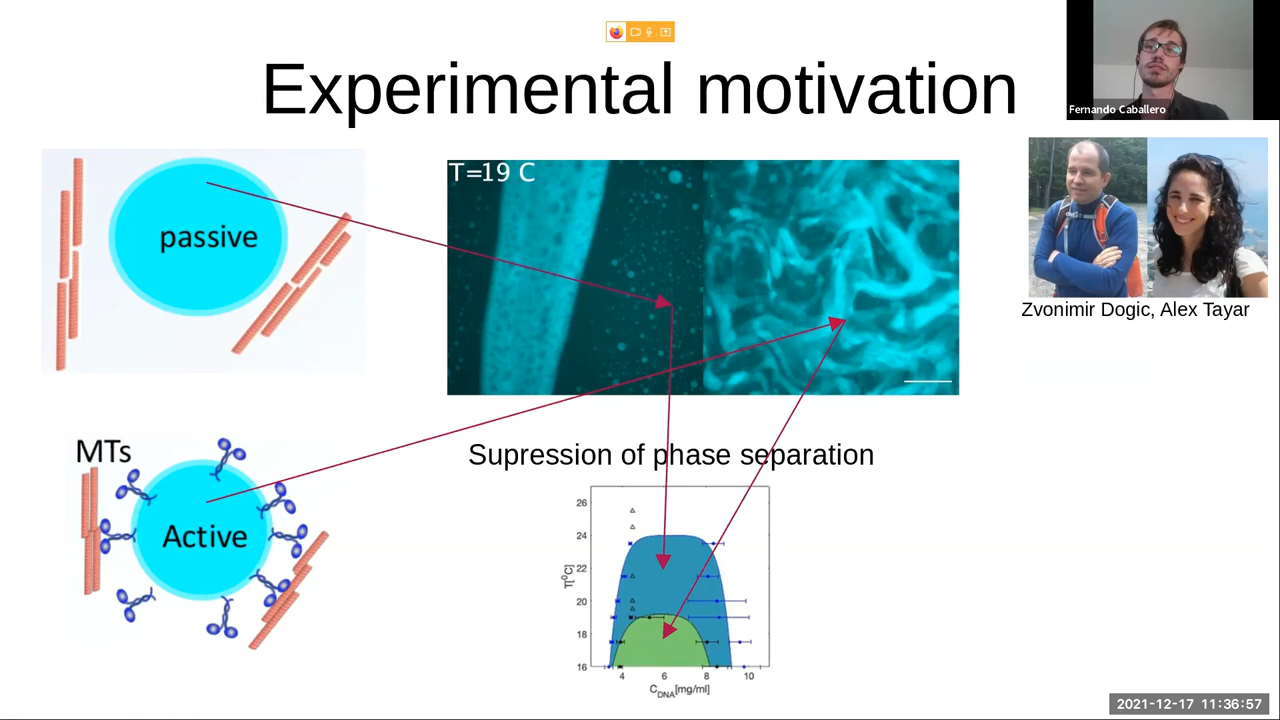 Experimental motivation
Fernando Caballero
passive
T=19 C
Zvonimir Dogic, Alex Tayar
MTs
Active
Supression of phase separation
26
24
22
20
18
16
T[⁰C]
4 6 8 10
C_DNA[mg/ml]
2021-12-17 11:36:57